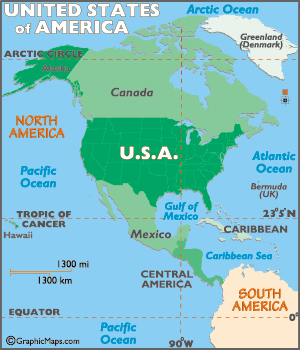 UNITED STATES
of AMERICA
Arctic Ocean
Greenland
(Denmark)
ARCTIC CIRCLE
Alaska
Canada
NORTH
AMERICA
U.S.A.
Pacific
Ocean
Atlantic
Ocean
Bermuda
(UK)
Gulf of
Mexico
TROPIC OF
CANCER
23°5'N
Hawaii
Mexico
CARIBBEAN
Caribbean Sea
1300 mi
1300 km
CENTRAL
AMERICA
SOUTH
AMERICA
EQUATOR
0°
Pacific
Ocean
90°W
©GraphicMaps.com